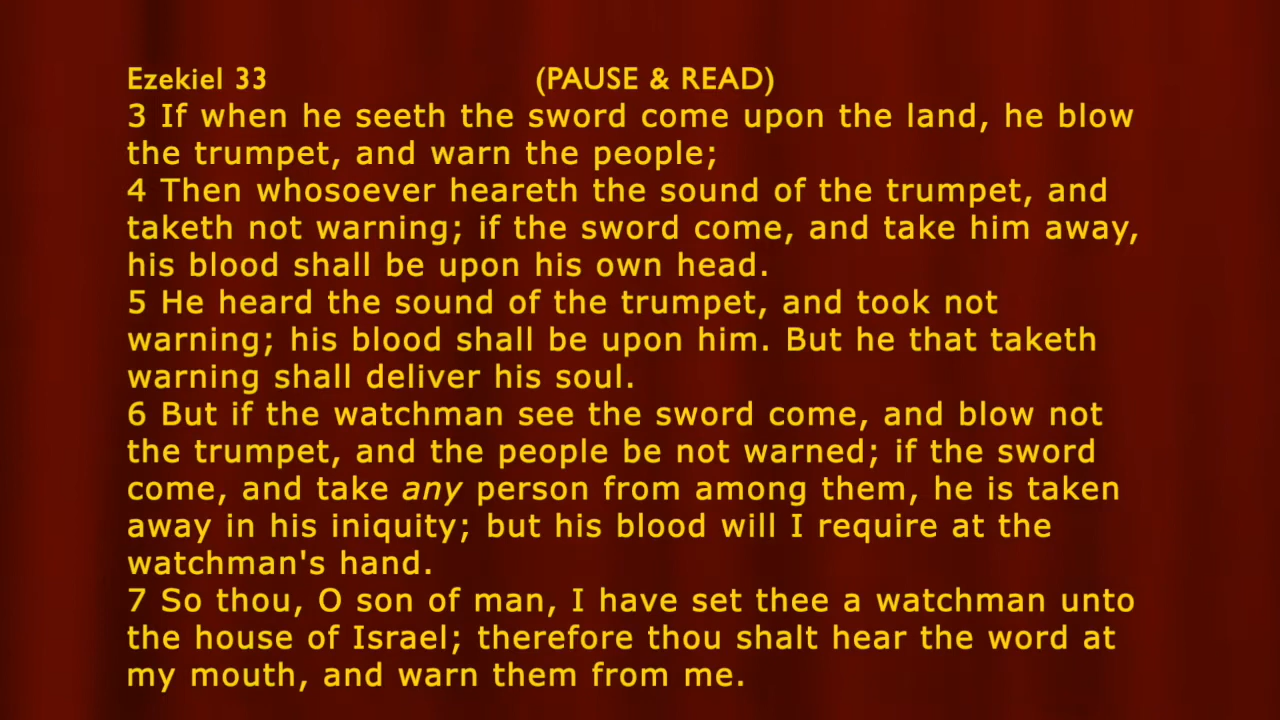 Ezekiel 33 (PAUSE & READ)
3 If when he seeth the sword come upon the land, he blow
the trumpet, and warn the people;
4 Then whosoever heareth the sound of the trumpet, and
taketh not warning; if the sword come, and take him away,
his blood shall be upon his own head.
5 He heard the sound of the trumpet, and took not
warning; his blood shall be upon him. But he that taketh
warning shall deliver his soul.
6 But if the watchman see the sword come, and blow not
the trumpet, and the people be not warned; if the sword
come, and take any person from among them, he is taken
away in his iniquity; but his blood will I require at the
watchman's hand.
7 So thou, O son of man, I have set thee a watchman unto
the house of Israel; therefore thou shalt hear the word at
my mouth, and warn them from me.